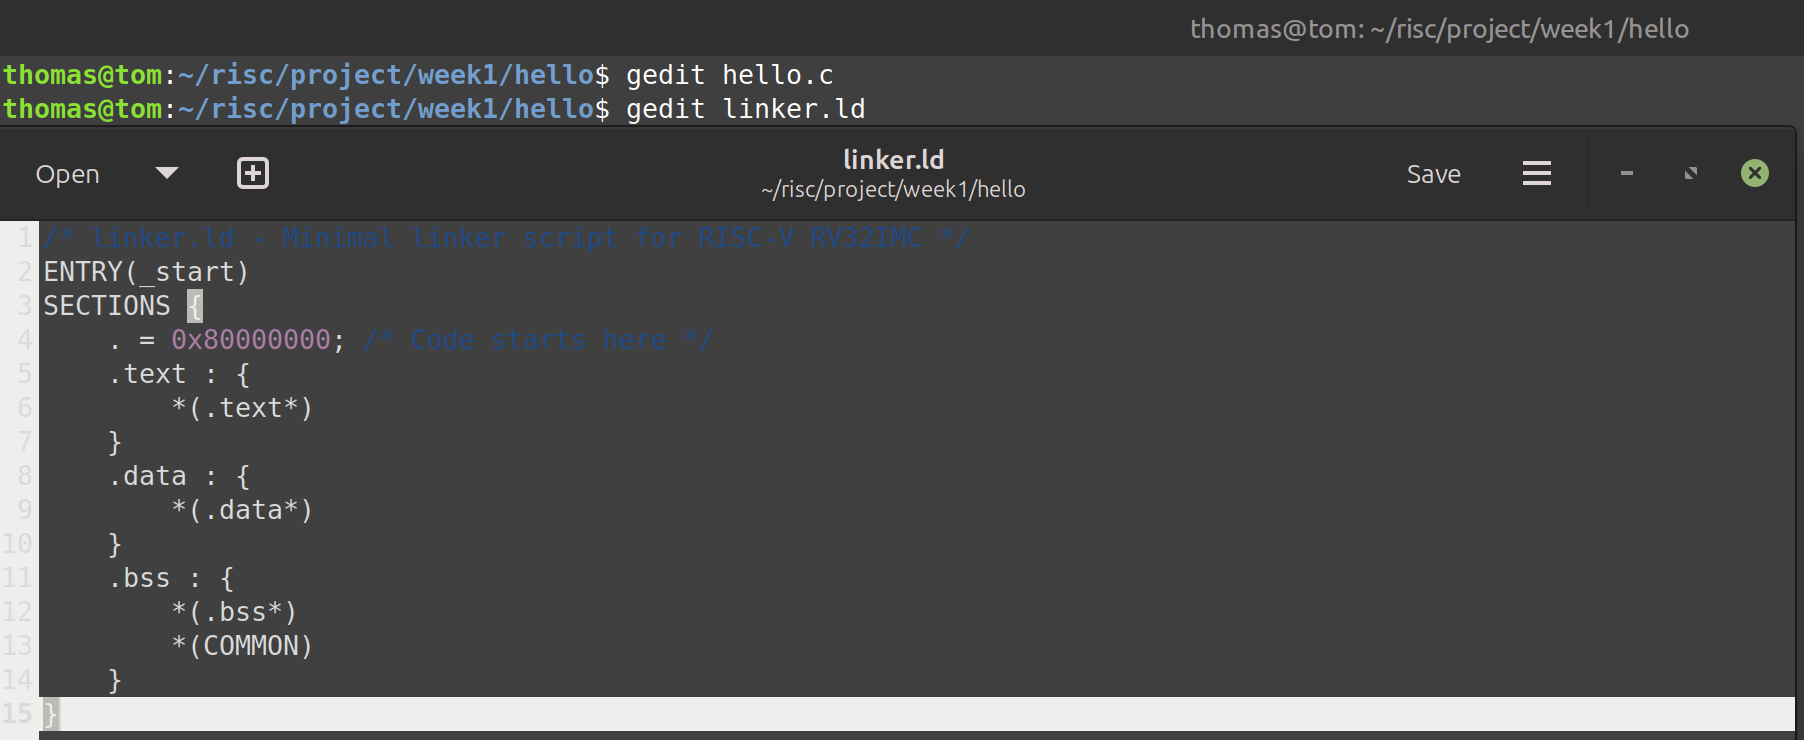 thomas@tom: ~/risc/project/week1/hello
thomas@tom:~/risc/project/week1/hello$ gedit hello.c
thomas@tom:~/risc/project/week1/hello$ gedit linker.ld
Open
linker.ld
~/risc/project/week1/hello
Save
1 /* linker.ld - Minimal linker script for RISC-V RV32IMC */
2 ENTRY(_start)
3 SECTIONS {
4     . = 0x80000000; /* Code starts here */
5     .text : {
6         *(.text*)
7     }
8     .data : {
9         *(.data*)
10     }
11     .bss : {
12         *(.bss*)
13         *(COMMON)
14     }
15 }